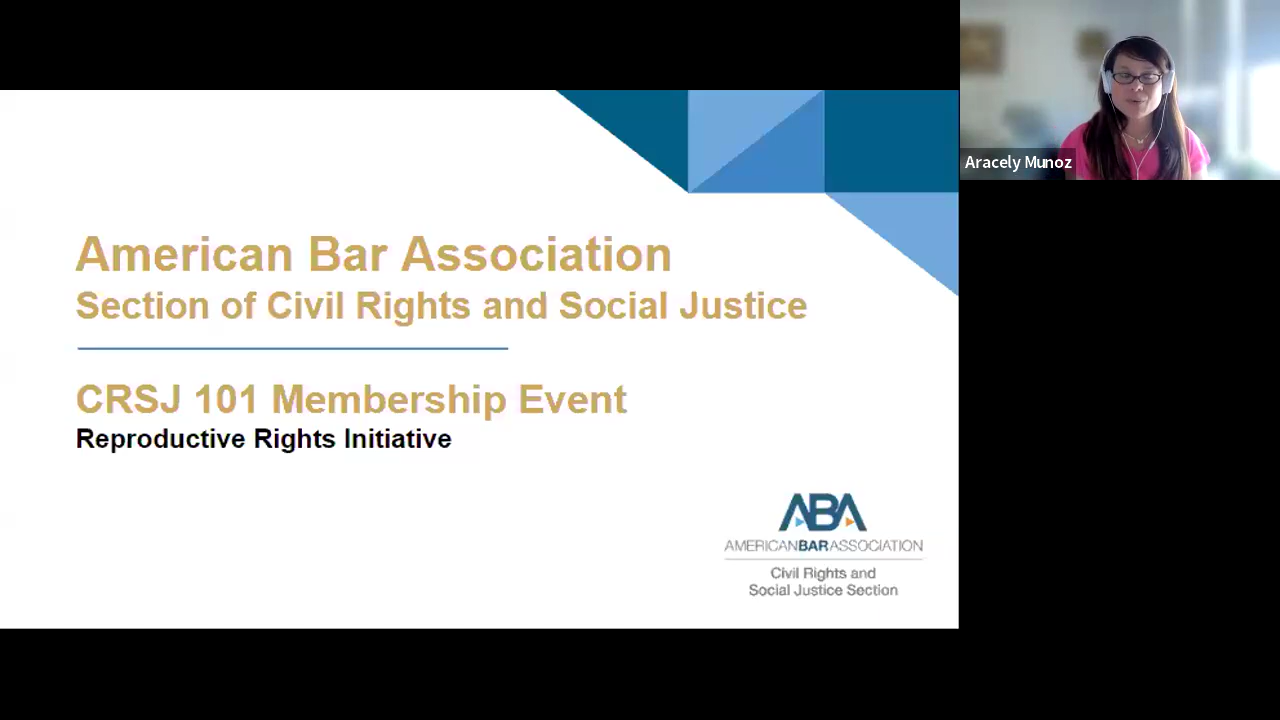 American Bar Association
Section of Civil Rights and Social Justice
CRSJ 101 Membership Event
Reproductive Rights Initiative
ABA
AMERICANBARASSOCIATION
Civil Rights and
Social Justice Section
Aracely Munoz